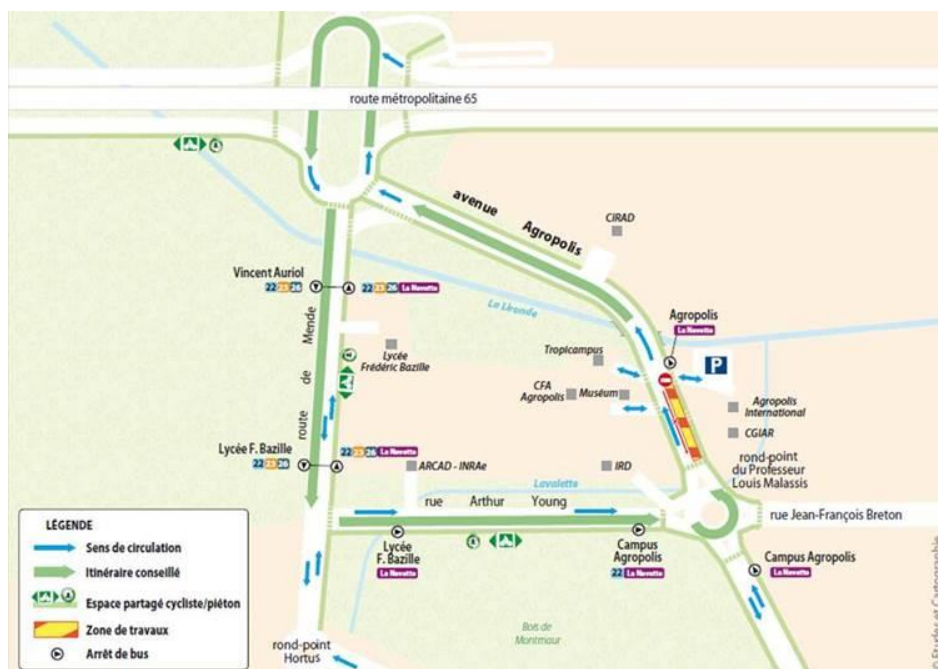 route métropolitaine 65
avenue Agropolis
CIRAD
Vincent Auriol
22 23 26
22 23 26 La Navette
La Lironde
Agropolis
La Navette
P
Tropicampus
Lycée
Frédéric Bazille
CFA
Agropolis
Muséum
Agropolis
International
CGIAR
route de Mende
Lycée F. Bazille
22 23 26
22 23 26 La Navette
ARCAD - INRAe
IRD
rond-point
du Professeur
Louis Malassis
Lavalette
rue Arthur Young
rue Jean-François Breton
Lycée
F. Bazille
La Navette
Campus
Agropolis
22 La Navette
Campus Agropolis
La Navette
Bois de
Montmaur
rond-point
Hortus
LÉGENDE
Sens de circulation
Itinéraire conseillé
Espace partagé cycliste/piéton
Zone de travaux
Arrêt de bus
Etudes et Cartographie